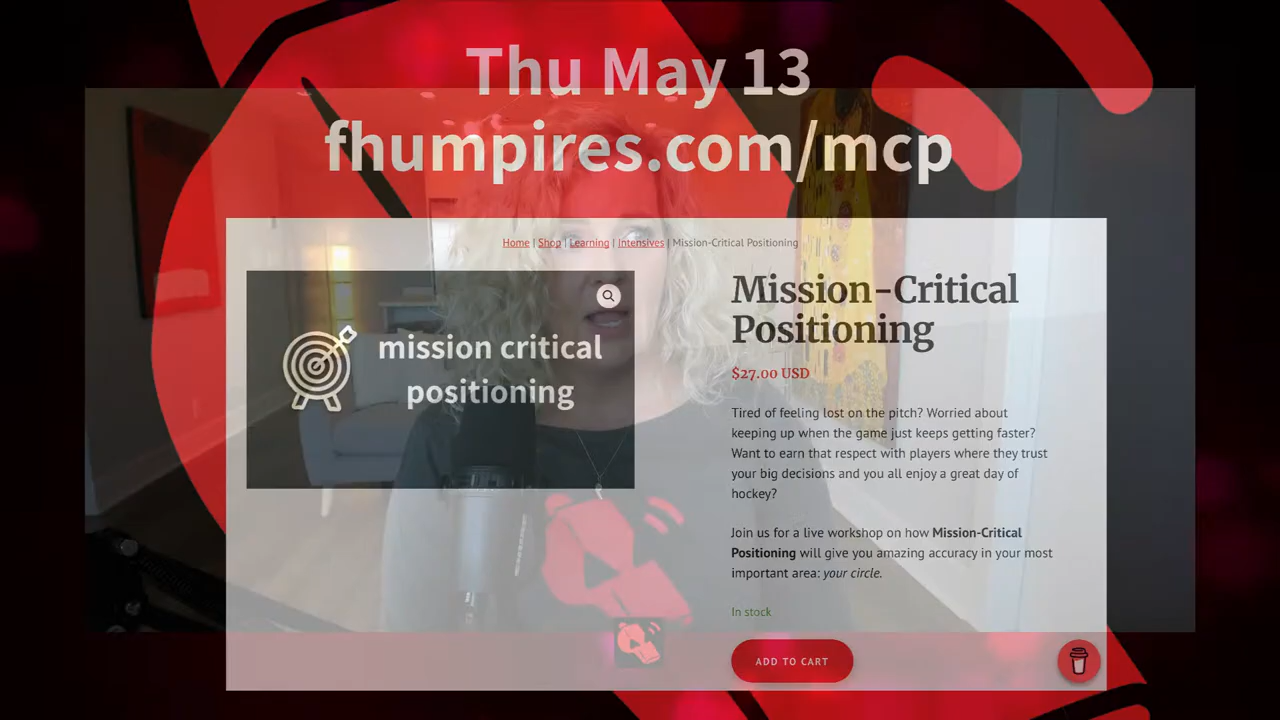 Thu May 13
fhumpires.com/mcp
Home | Shop | Learning | Intensives | Mission-Critical Positioning
mission critical
positioning
Mission-Critical
Positioning
$27.00 USD
Tired of feeling lost on the pitch? Worried about
keeping up when the game just keeps getting faster?
Want to earn that respect with players where they trust
your big decisions and you all enjoy a great day of
hockey?
Join us for a live workshop on how Mission-Critical
Positioning will give you amazing accuracy in your most
important area: your circle.
In stock
ADD TO CART